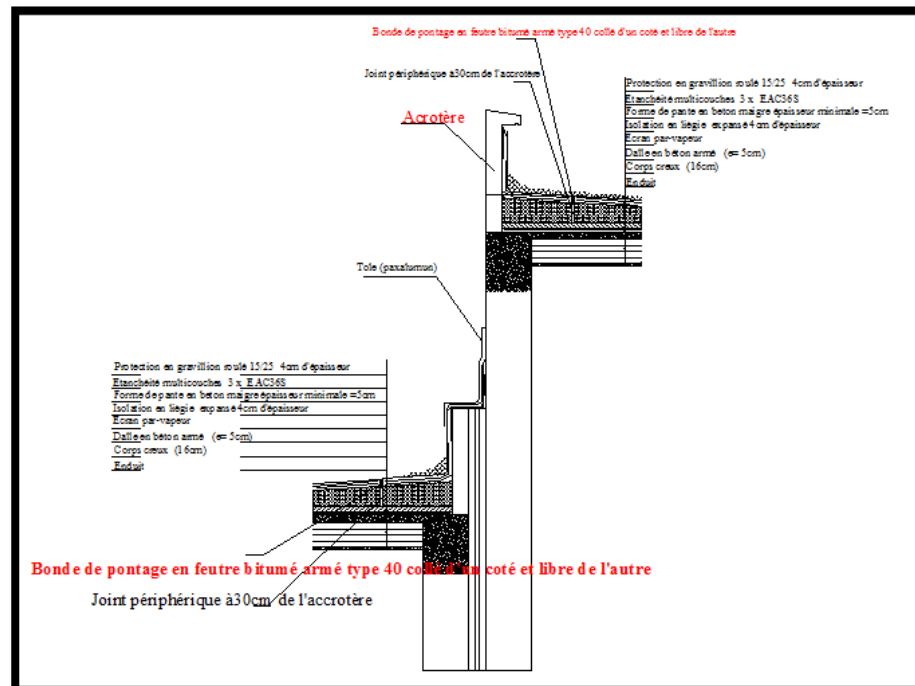 Bonde de pontage en feutre bitumé armé type 40 collé d'un coté et libre de l'autre
Joint périphérique à30cm de l'accrotère
Protection en gravillion roulé 15/25 4cm d'épaisseur
Etanchéité multicouches 3 x EAC36S
Forme de pante en béton maigre épaisseur minimale =5cm
Isolation en liégie expansé 4cm d'épaisseur
Ecran par-vapeur
Dalle en béton armé (e= 5cm)
Corps creux (16cm)
Enduit
Acrotère
Tole (paxalumun)
Protection en gravillion roulé 15/25 4cm d'épaisseur
Etanchéité multicouches 3 x EAC36S
Forme de pante en béton maigre épaisseur minimale =5cm
Isolation en liégie expansé 4cm d'épaisseur
Ecran par-vapeur
Dalle en béton armé (e= 5cm)
Corps creux (16cm)
Enduit
Bonde de pontage en feutre bitumé armé type 40 collé d'un coté et libre de l'autre
Joint périphérique à30cm de l'accrotère